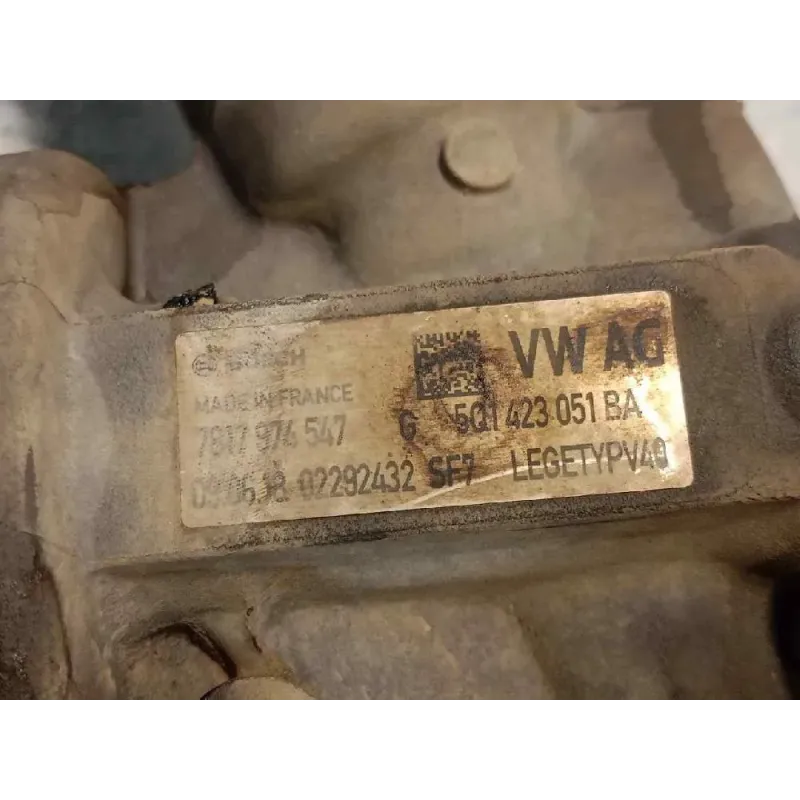 BOSCH
VW AG
MADE IN FRANCE
7817 974 547 G 5Q1 423 051 BA
09.06.18 02292432 SF7 LEGETYPV40